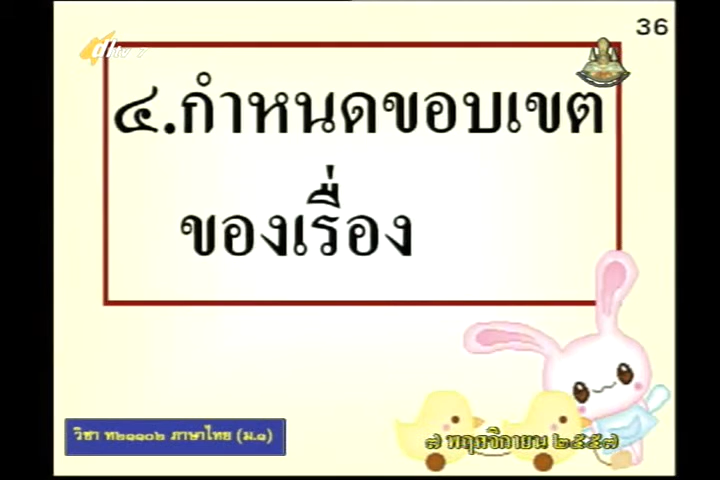 36
๔.กำหนดขอบเขต
ของเรื่อง
วิชา ท๒๑๑๐๒ ภาษาไทย (ม.๑)
๗ พฤศจิกายน ๒๕๕๗